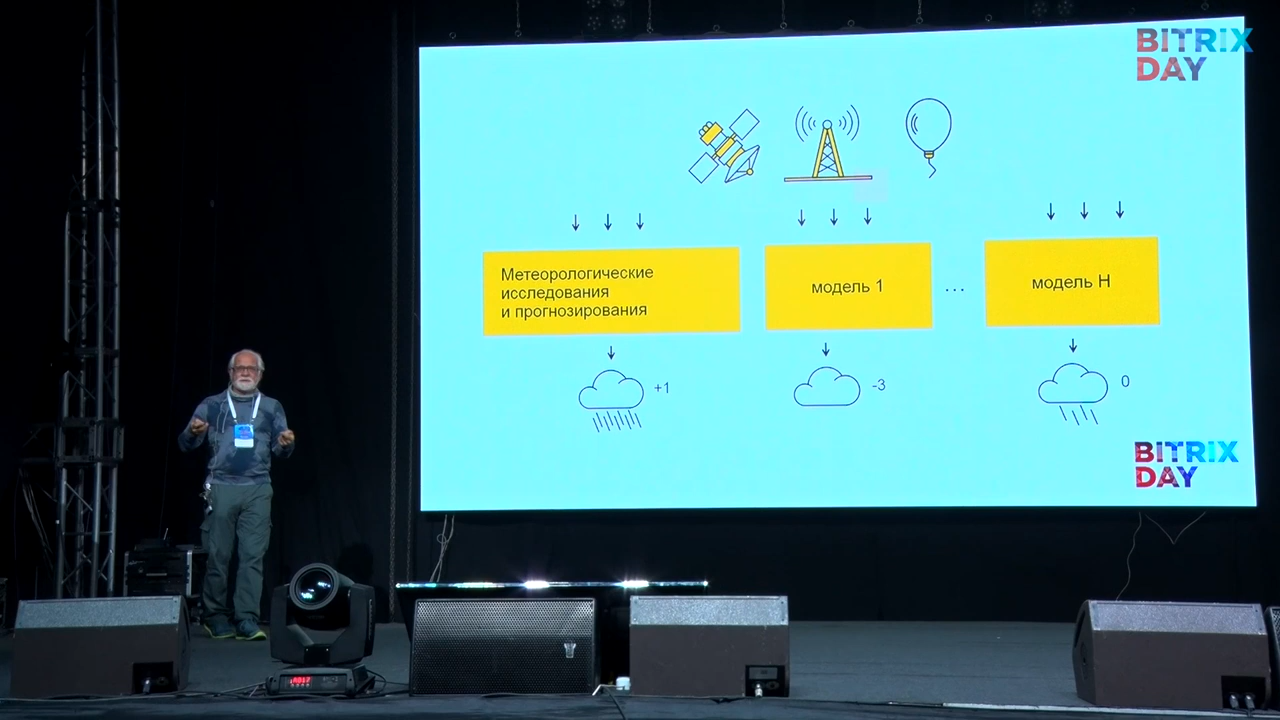 BITRIX
DAY
Метеорологические
исследования
и прогнозирования
модель 1
...
модель Н
+1
-3
0
BITRIX
DAY